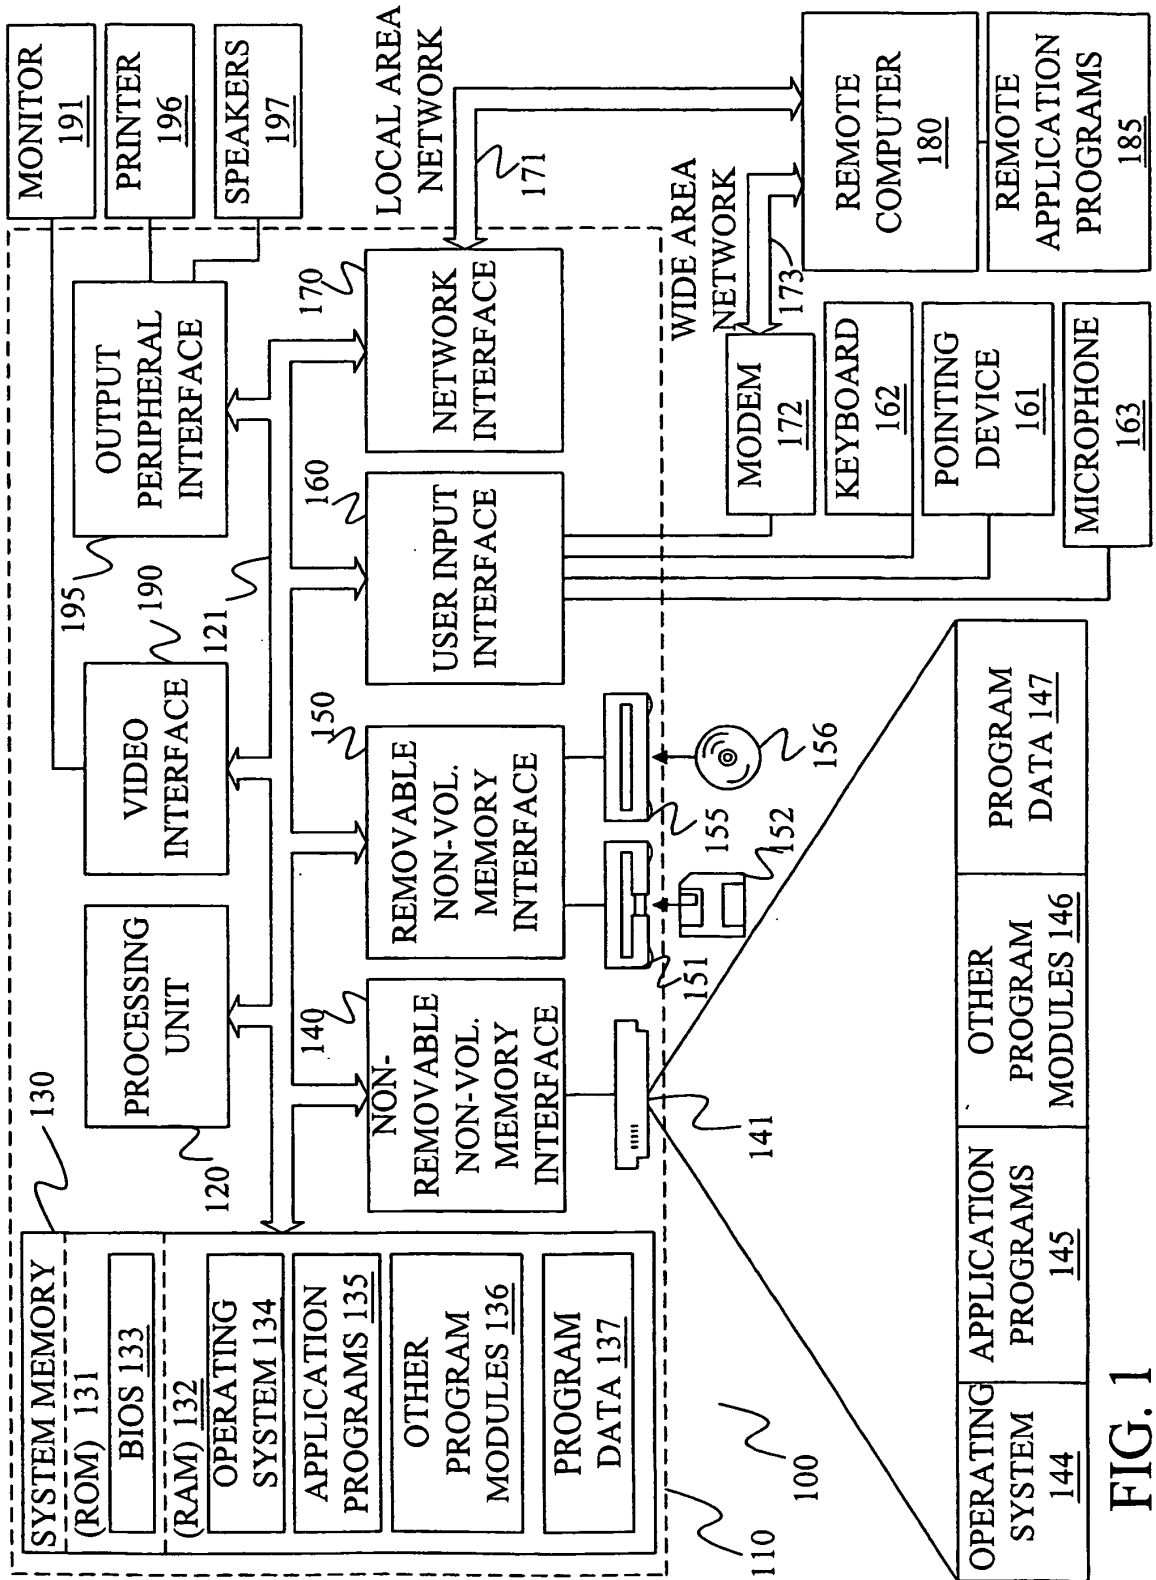 MONITOR
191
PRINTER
196
SPEAKERS
197
SYSTEM MEMORY
130
(ROM) 131
BIOS 133
(RAM) 132
OPERATING
SYSTEM 134
APPLICATION
PROGRAMS 135
OTHER
PROGRAM
MODULES 136
PROGRAM
DATA 137
PROCESSING
UNIT
120
VIDEO
INTERFACE
190
121
OUTPUT
PERIPHERAL
INTERFACE
195
NON-
REMOVABLE
NON-VOL.
MEMORY
INTERFACE
140
REMOVABLE
NON-VOL.
MEMORY
INTERFACE
150
USER INPUT
INTERFACE
160
NETWORK
INTERFACE
170
LOCAL AREA
NETWORK
171
141
151
152
155
156
WIDE AREA
NETWORK
173
MODEM
172
KEYBOARD
162
POINTING
DEVICE
161
MICROPHONE
163
REMOTE
COMPUTER
180
REMOTE
APPLICATION
PROGRAMS
185
110
100
OPERATING
SYSTEM
144
APPLICATION
PROGRAMS
145
OTHER
PROGRAM
MODULES 146
PROGRAM
DATA 147
FIG. 1